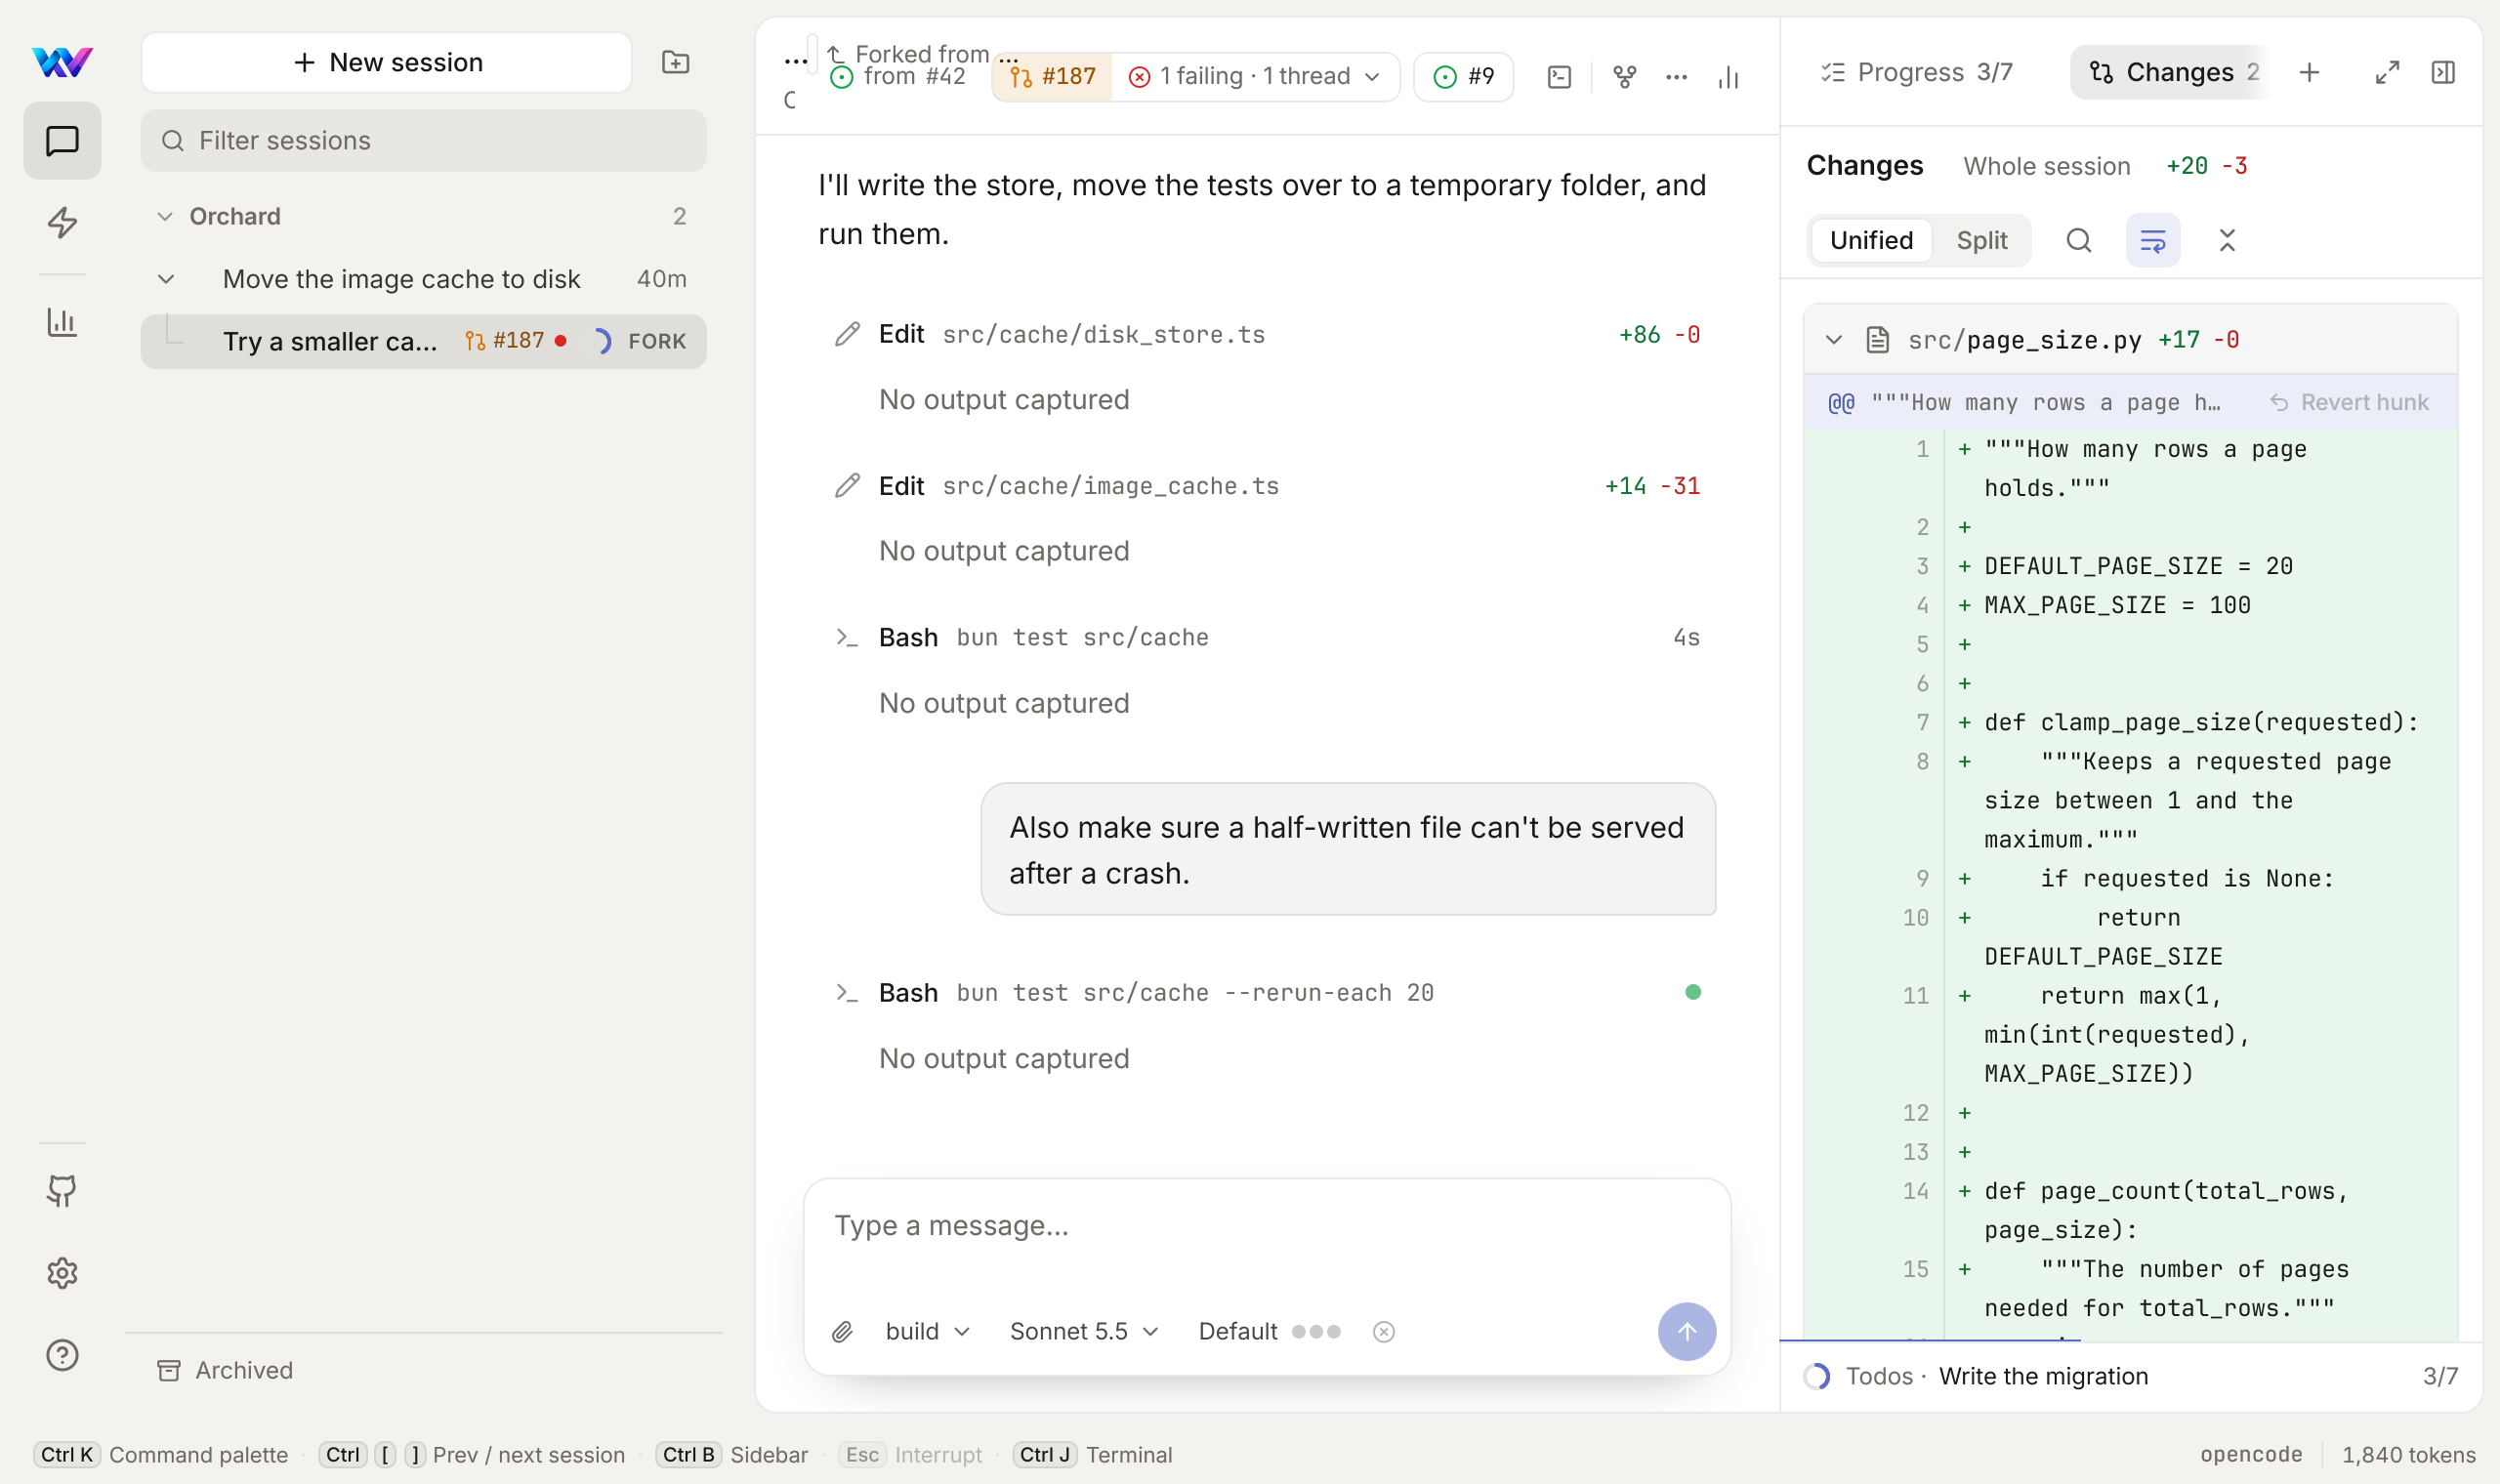 New session
Filter sessions
Orchard 2
Move the image cache to disk 40m
Try a smaller ca... #187 FORK
Archived
... Forked from ...
from #42 #187 1 failing · 1 thread #9
I'll write the store, move the tests over to a temporary folder, and
run them.
Edit src/cache/disk_store.ts +86 -0
No output captured
Edit src/cache/image_cache.ts +14 -31
No output captured
Bash bun test src/cache 4s
No output captured
Also make sure a half-written file can't be served
after a crash.
Bash bun test src/cache --rerun-each 20
No output captured
Type a message...
build Sonnet 5.5 Default
Progress 3/7 Changes 2
Changes Whole session +20 -3
Unified Split
src/page_size.py +17 -0
@@ """How many rows a page h... Revert hunk
1 + """How many rows a page
holds."""
2 +
3 + DEFAULT_PAGE_SIZE = 20
4 + MAX_PAGE_SIZE = 100
5 +
6 +
7 + def clamp_page_size(requested):
8 + """Keeps a requested page
size between 1 and the
maximum."""
9 + if requested is None:
10 + return
DEFAULT_PAGE_SIZE
11 + return max(1,
min(int(requested),
MAX_PAGE_SIZE))
12 +
13 +
14 + def page_count(total_rows,
page_size):
15 + """The number of pages
needed for total_rows."""
Todos · Write the migration 3/7
Ctrl K Command palette · Ctrl [ ] Prev / next session · Ctrl B Sidebar · Esc Interrupt · Ctrl J Terminal
opencode 1,840 tokens